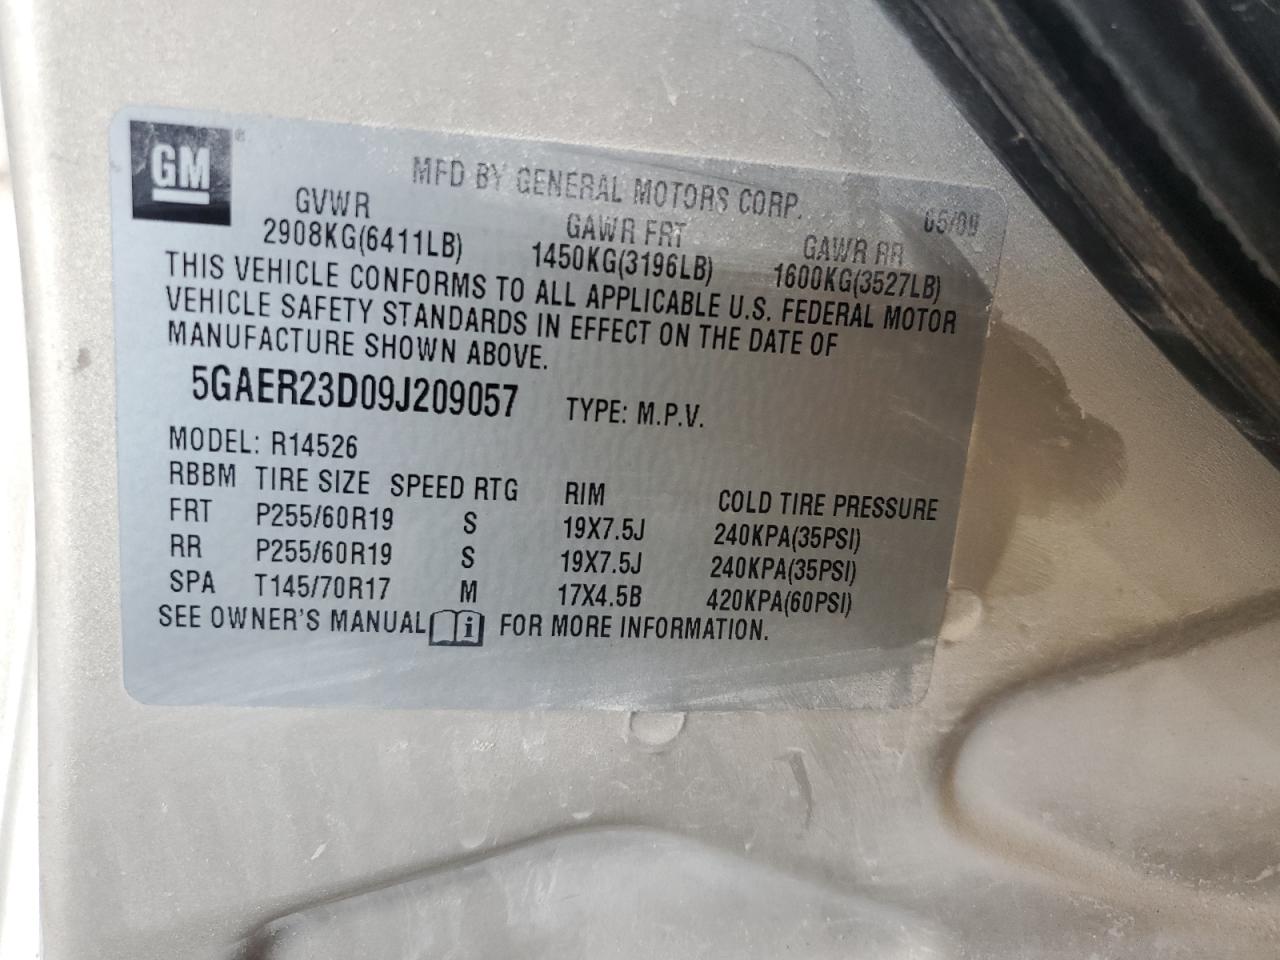 GM®
MFD BY GENERAL MOTORS CORP. 05/09
GVWR GAWR FRT GAWR RR
2908KG(6411LB) 1450KG(3196LB) 1600KG(3527LB)
THIS VEHICLE CONFORMS TO ALL APPLICABLE U.S. FEDERAL MOTOR
VEHICLE SAFETY STANDARDS IN EFFECT ON THE DATE OF
MANUFACTURE SHOWN ABOVE.
5GAER23D09J209057 TYPE: M.P.V.
MODEL: R14526
RBBM TIRE SIZE SPEED RTG RIM COLD TIRE PRESSURE
FRT P255/60R19 S 19X7.5J 240KPA(35PSI)
RR P255/60R19 S 19X7.5J 240KPA(35PSI)
SPA T145/70R17 M 17X4.5B 420KPA(60PSI)
SEE OWNER'S MANUAL i FOR MORE INFORMATION.